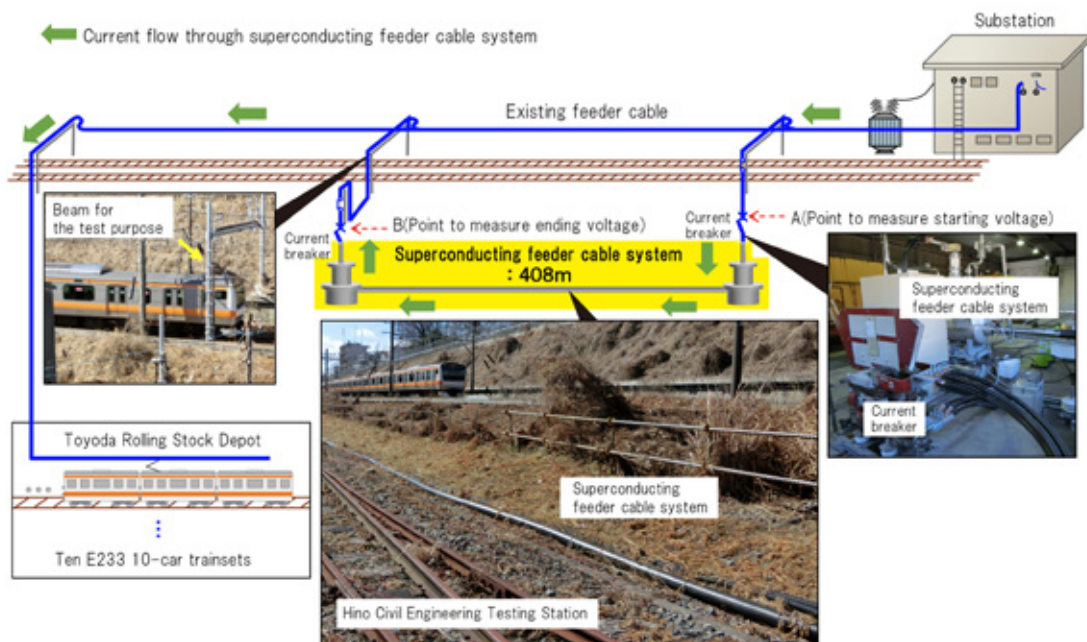 Substation
Current flow through superconducting feeder cable system
Existing feeder cable
Beam for
the test purpose
B(Point to measure ending voltage)
Current
breaker
Current
breaker
A(Point to measure starting voltage)
Superconducting feeder cable system
: 408m
Superconducting
feeder cable system
Current
breaker
Toyoda Rolling Stock Depot
Ten E233 10-car trainsets
Superconducting
feeder cable system
Hino Civil Engineering Testing Station